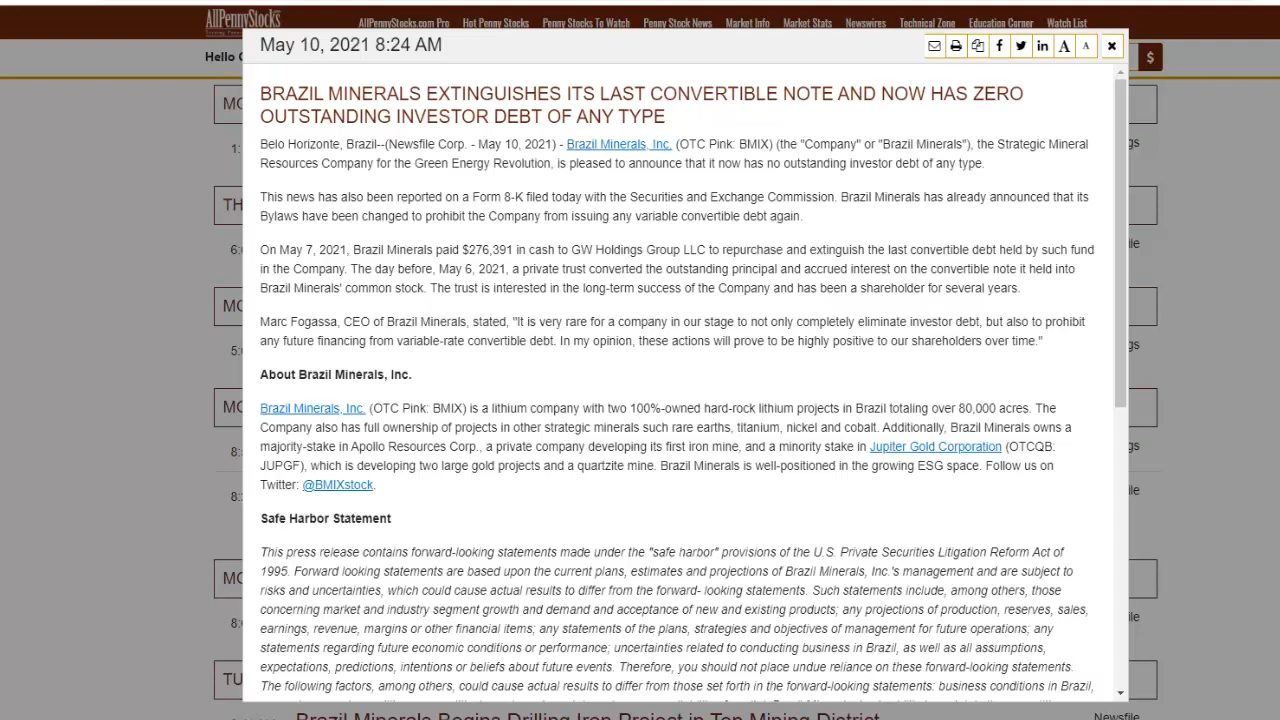 AllPennyStocks
AllPennyStocks.com Pro Hot Penny Stocks Penny Stocks To Watch Penny Stock News Market Info Market Stats Newswires Technical Zone Education Corner Watch List
Hello
$
May 10, 2021 8:24 AM
A A
BRAZIL MINERALS EXTINGUISHES ITS LAST CONVERTIBLE NOTE AND NOW HAS ZERO
OUTSTANDING INVESTOR DEBT OF ANY TYPE
Belo Horizonte, Brazil--(Newsfile Corp. - May 10, 2021) - Brazil Minerals, Inc. (OTC Pink: BMIX) (the "Company" or "Brazil Minerals"), the Strategic Mineral
Resources Company for the Green Energy Revolution, is pleased to announce that it now has no outstanding investor debt of any type.
This news has also been reported on a Form 8-K filed today with the Securities and Exchange Commission. Brazil Minerals has already announced that its
Bylaws have been changed to prohibit the Company from issuing any variable convertible debt again.
On May 7, 2021, Brazil Minerals paid $276,391 in cash to GW Holdings Group LLC to repurchase and extinguish the last convertible debt held by such fund
in the Company. The day before, May 6, 2021, a private trust converted the outstanding principal and accrued interest on the convertible note it held into
Brazil Minerals' common stock. The trust is interested in the long-term success of the Company and has been a shareholder for several years.
Marc Fogassa, CEO of Brazil Minerals, stated, "It is very rare for a company in our stage to not only completely eliminate investor debt, but also to prohibit
any future financing from variable-rate convertible debt. In my opinion, these actions will prove to be highly positive to our shareholders over time."
About Brazil Minerals, Inc.
Brazil Minerals, Inc. (OTC Pink: BMIX) is a lithium company with two 100%-owned hard-rock lithium projects in Brazil totaling over 80,000 acres. The
Company also has full ownership of projects in other strategic minerals such rare earths, titanium, nickel and cobalt. Additionally, Brazil Minerals owns a
majority-stake in Apollo Resources Corp., a private company developing its first iron mine, and a minority stake in Jupiter Gold Corporation (OTCQB:
JUPGF), which is developing two large gold projects and a quartzite mine. Brazil Minerals is well-positioned in the growing ESG space. Follow us on
Twitter: @BMIXstock.
Safe Harbor Statement
This press release contains forward-looking statements made under the "safe harbor" provisions of the U.S. Private Securities Litigation Reform Act of
1995. Forward looking statements are based upon the current plans, estimates and projections of Brazil Minerals, Inc.'s management and are subject to
risks and uncertainties, which could cause actual results to differ from the forward- looking statements. Such statements include, among others, those
concerning market and industry segment growth and demand and acceptance of new and existing products; any projections of production, reserves, sales,
earnings, revenue, margins or other financial items; any statements of the plans, strategies and objectives of management for future operations; any
statements regarding future economic conditions or performance; uncertainties related to conducting business in Brazil, as well as all assumptions,
expectations, predictions, intentions or beliefs about future events. Therefore, you should not place undue reliance on these forward-looking statements.
The following factors, among others, could cause actual results to differ from those set forth in the forward-looking statements: business conditions in Brazil,
Brazil Minerals Begins Drilling Iron Project in Top Mining District
Newsfile